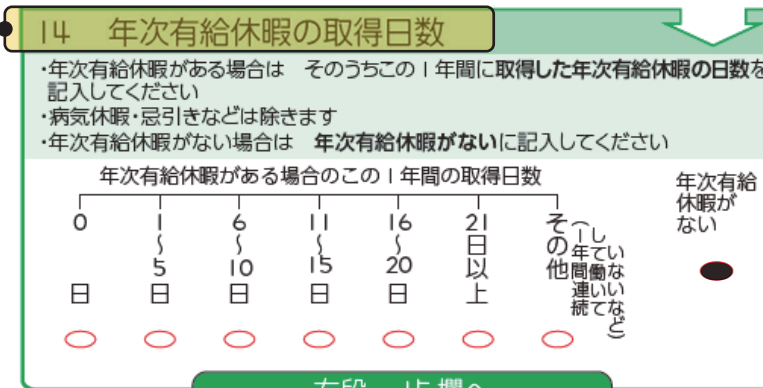 14 年次有給休暇の取得日数
・年次有給休暇がある場合は そのうちこの1年間に取得した年次有給休暇の日数を
記入してください
・病気休暇・忌引きなどは除きます
・年次有給休暇がない場合は 年次有給休暇がないに記入してください
年次有給休暇がある場合のこの1年間の取得日数
0日
1〜5日
6〜10日
11〜15日
16〜20日
21日以上
その他
(1年間連続
して働いて
いないなど)
年次有給
休暇が
ない